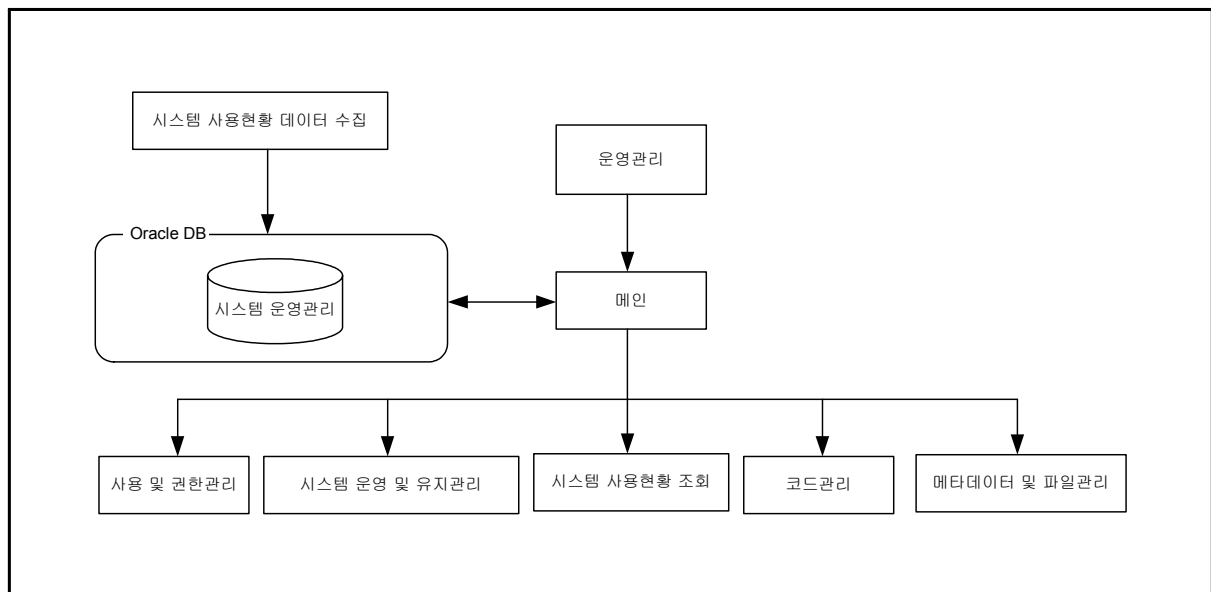 시스템 사용현황 데이터 수집
운영관리
Oracle DB
시스템 운영관리
메인
사용 및 권한관리
시스템 운영 및 유지관리
시스템 사용현황 조회
코드관리
메타데이터 및 파일관리